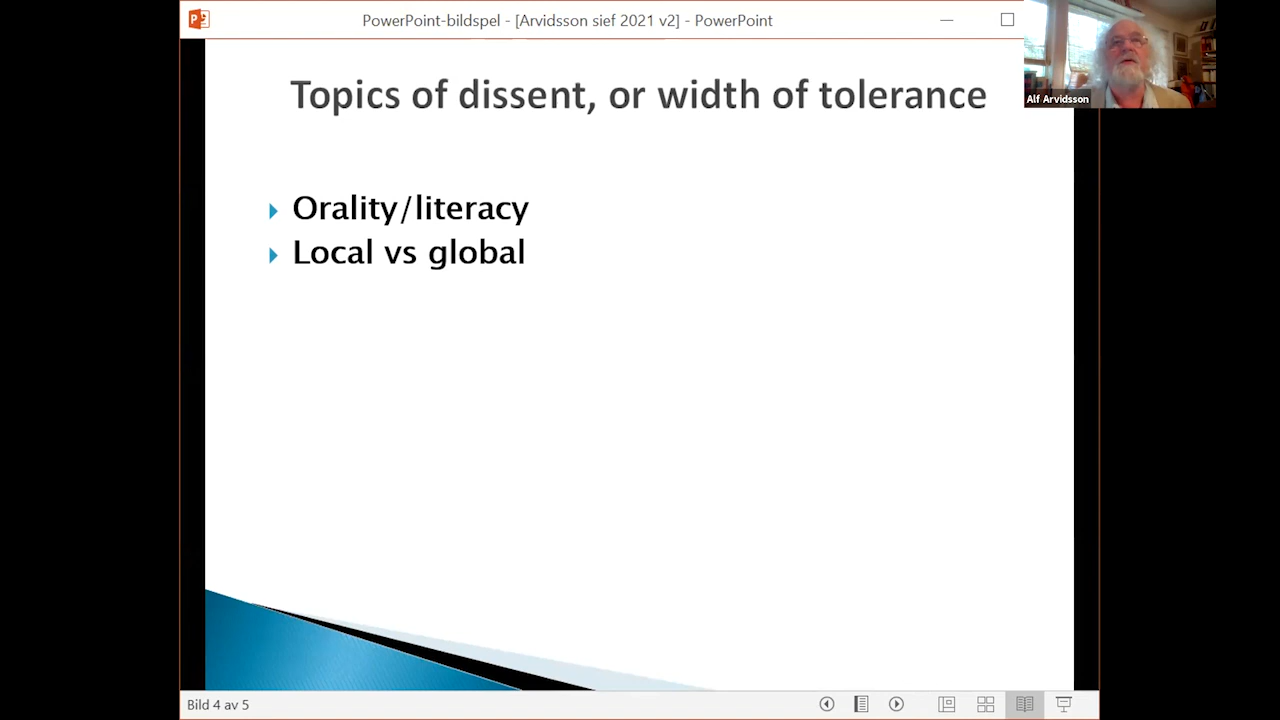 PowerPoint-bildspel - [Arvidsson sief 2021 v2] - PowerPoint
Alf Arvidsson
Topics of dissent, or width of tolerance
Orality/literacy
Local vs global
Bild 4 av 5